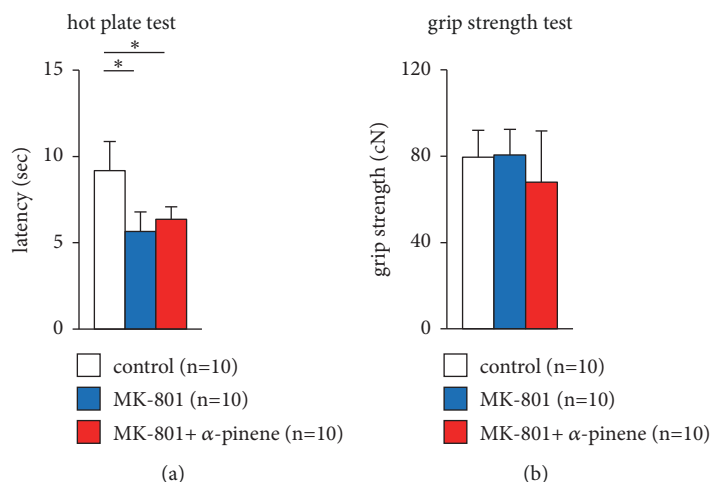 hot plate test
*
*
15
10
5
0
latency (sec)
control (n=10)
MK-801 (n=10)
MK-801+ α-pinene (n=10)
(a)
grip strength test
120
80
40
0
grip strength (cN)
control (n=10)
MK-801 (n=10)
MK-801+ α-pinene (n=10)
(b)